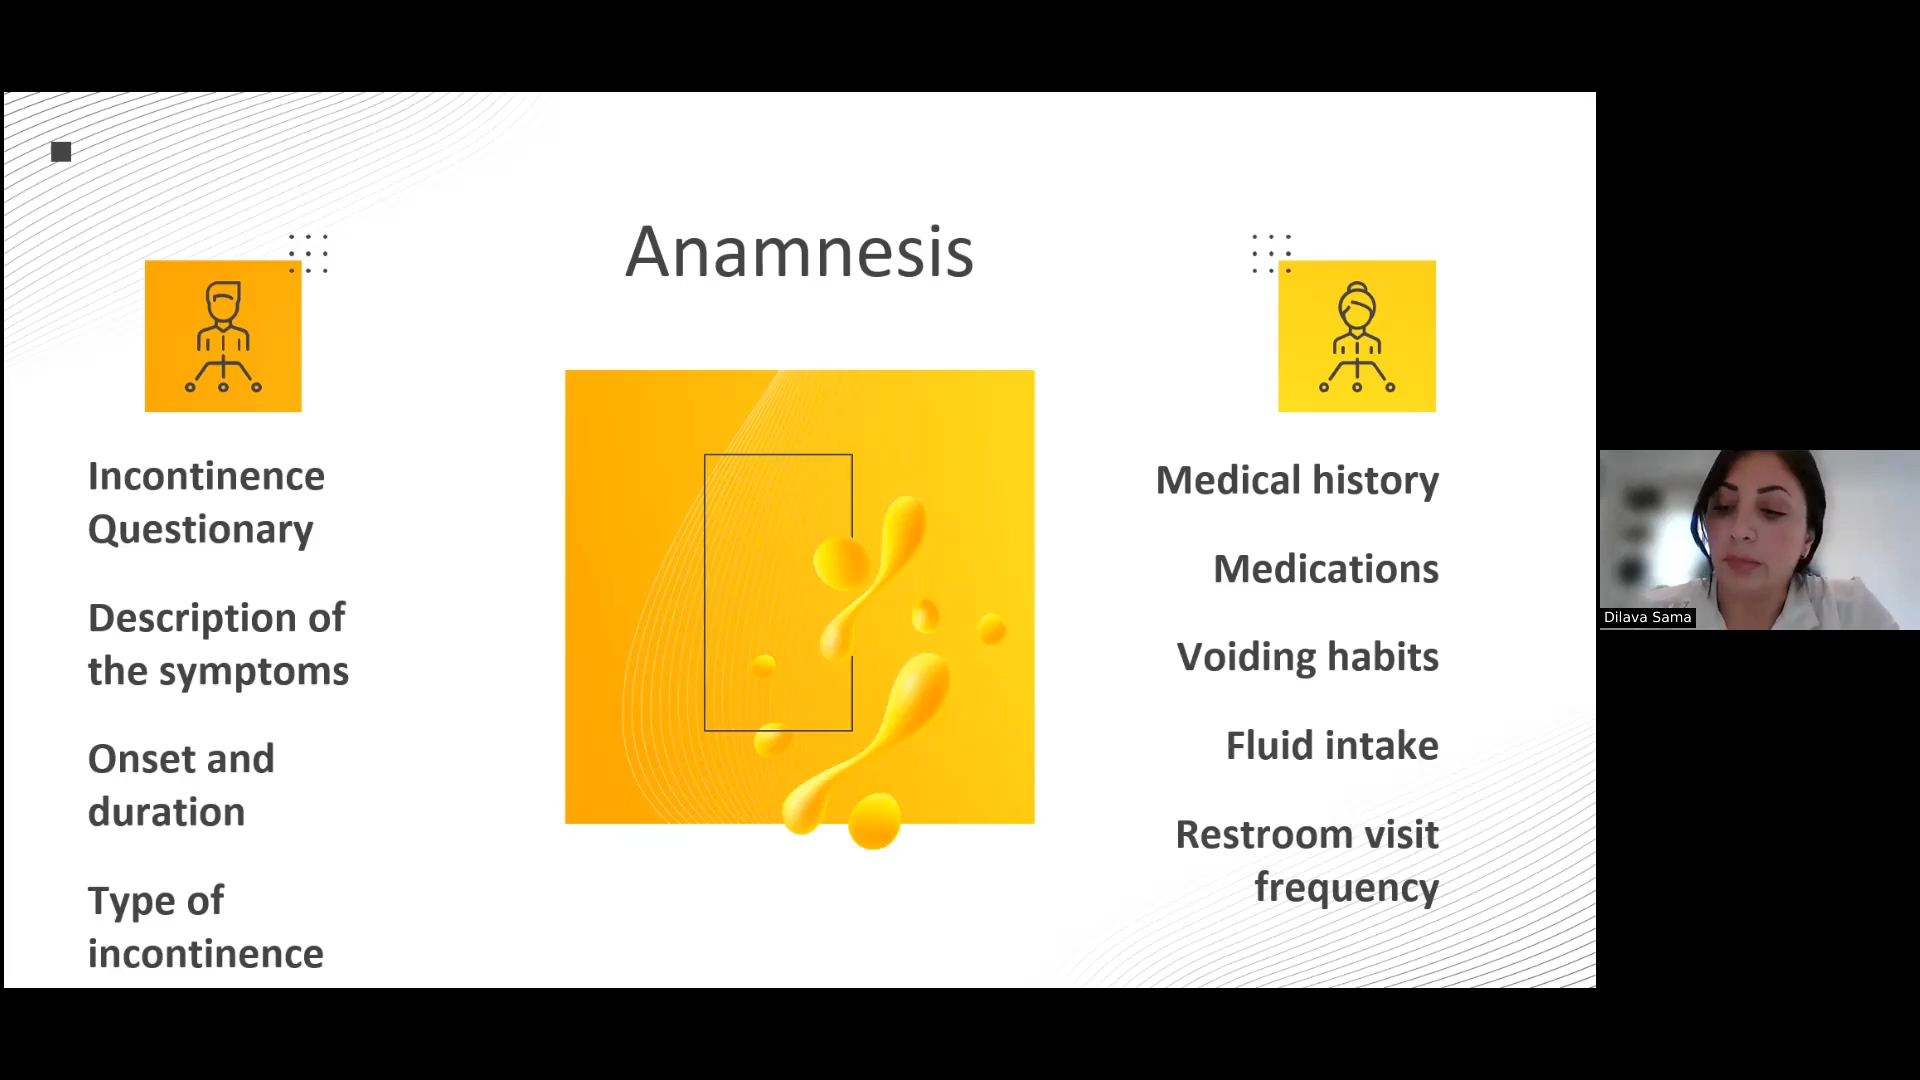 Anamnesis
Incontinence
Questionary
Description of
the symptoms
Onset and
duration
Type of
incontinence
Medical history
Medications
Voiding habits
Fluid intake
Restroom visit
frequency
Dilava Sama